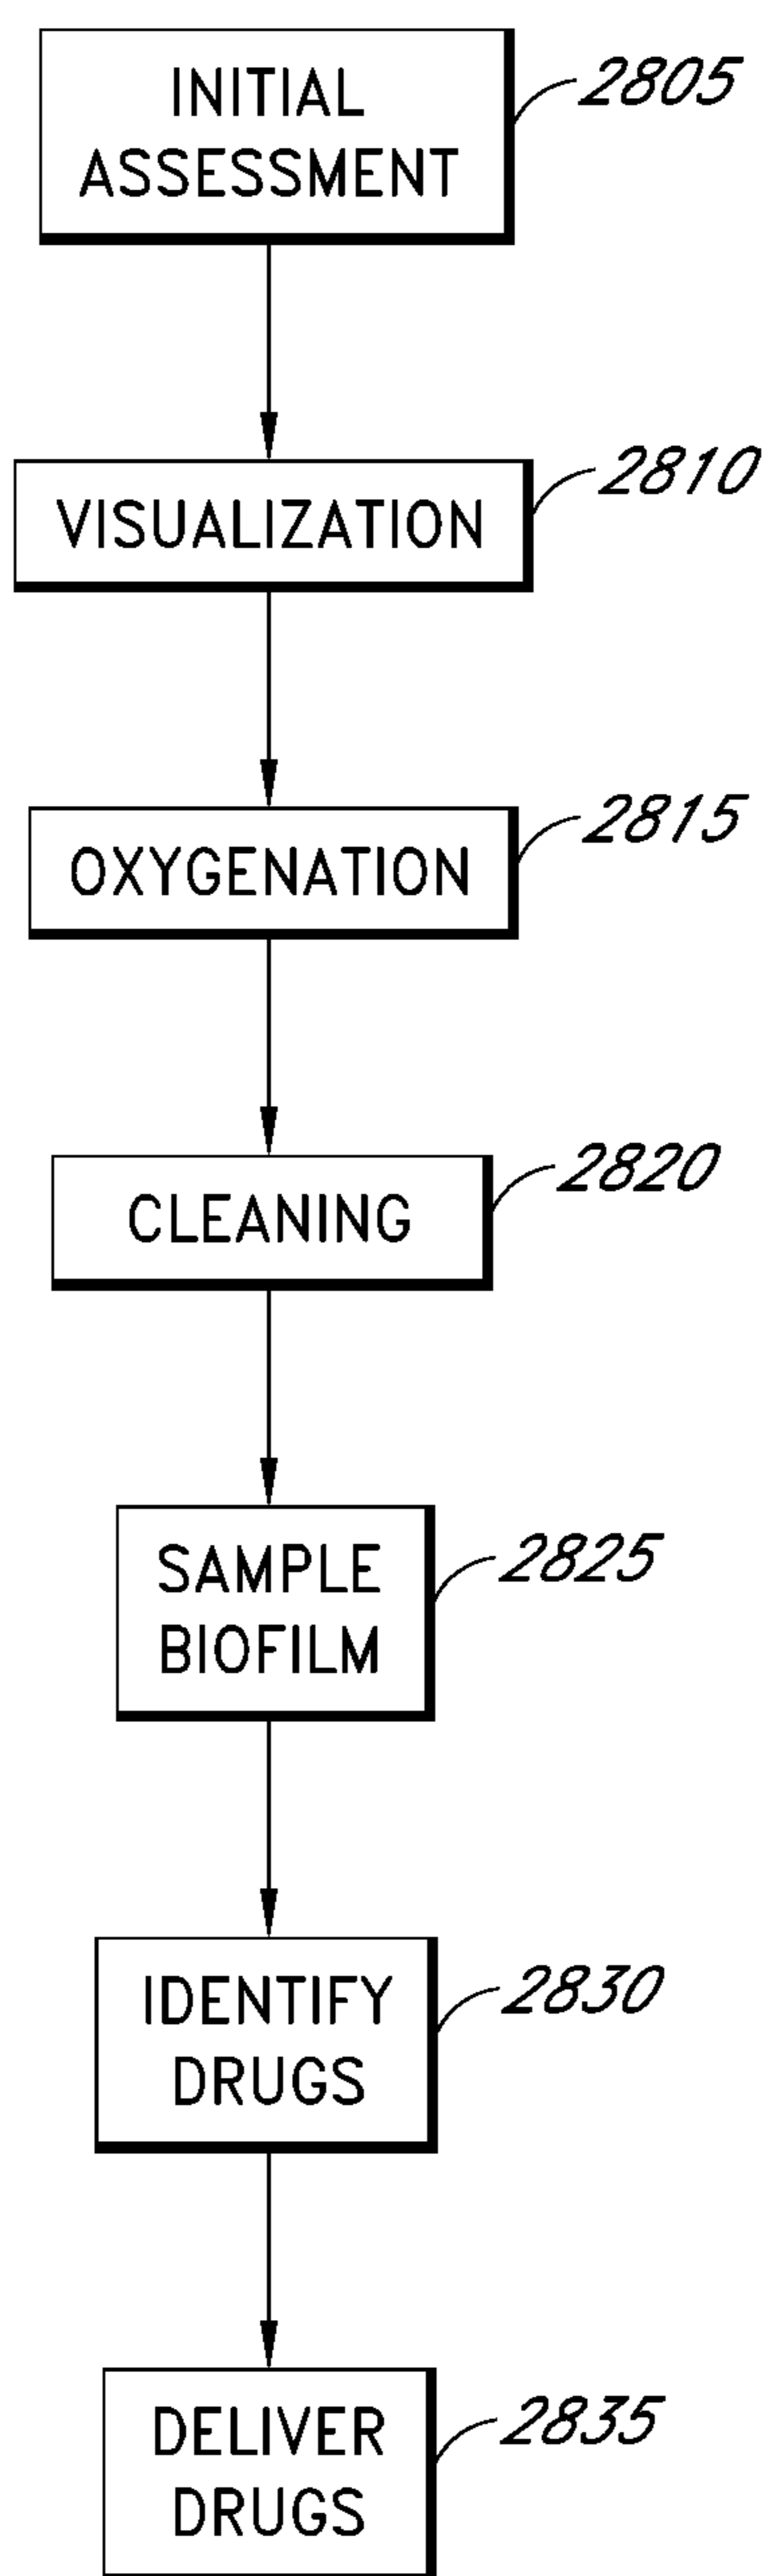 INITIAL
ASSESSMENT
2805
VISUALIZATION
2810
OXYGENATION
2815
CLEANING
2820
SAMPLE
BIOFILM
2825
IDENTIFY
DRUGS
2830
DELIVER
DRUGS
2835